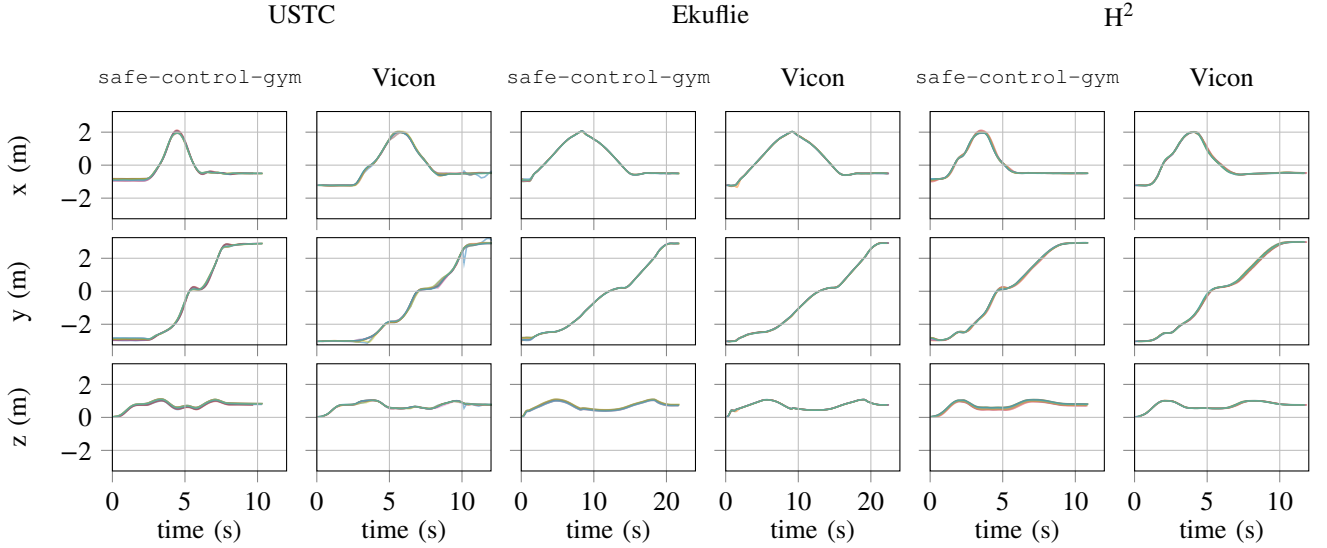 USTC Ekuflie H²
safe-control-gym Vicon safe-control-gym Vicon safe-control-gym Vicon
x (m) 2 0 −2
y (m) 2 0 −2
z (m) 2 0 −2
0 5 10 0 5 10 0 10 20 0 10 20 0 5 10 0 5 10
time (s) time (s) time (s) time (s) time (s) time (s)